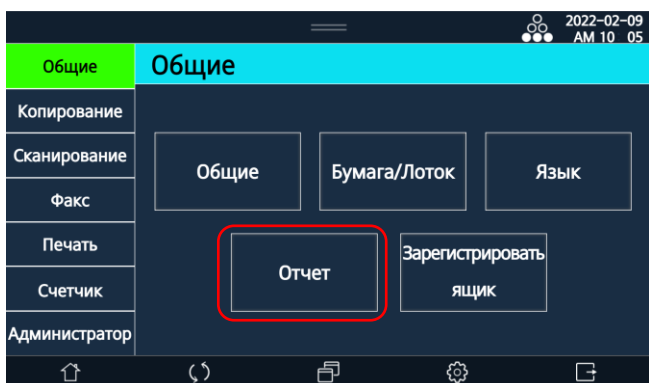 2022-02-09
AM 10 05
Общие
Общие
Копирование
Сканирование
Факс
Печать
Счетчик
Администратор
Общие
Бумага/Лоток
Язык
Отчет
Зарегистрировать
ящик